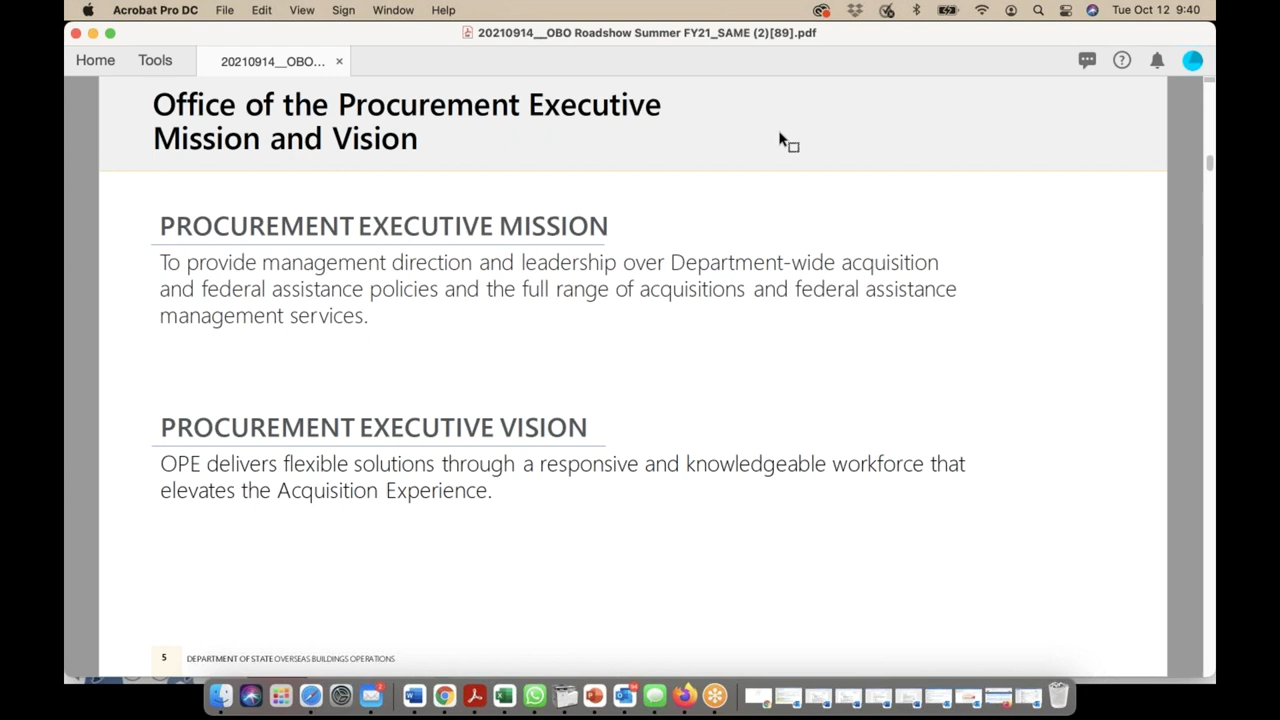 Acrobat Pro DC File Edit View Sign Window Help Tue Oct 12 9:40
20210914__OBO Roadshow Summer FY21_SAME (2)[89].pdf
Home Tools 20210914__OBO... ×
Office of the Procurement Executive
Mission and Vision
PROCUREMENT EXECUTIVE MISSION
To provide management direction and leadership over Department-wide acquisition
and federal assistance policies and the full range of acquisitions and federal assistance
management services.
PROCUREMENT EXECUTIVE VISION
OPE delivers flexible solutions through a responsive and knowledgeable workforce that
elevates the Acquisition Experience.
5 DEPARTMENT OF STATE OVERSEAS BUILDINGS OPERATIONS